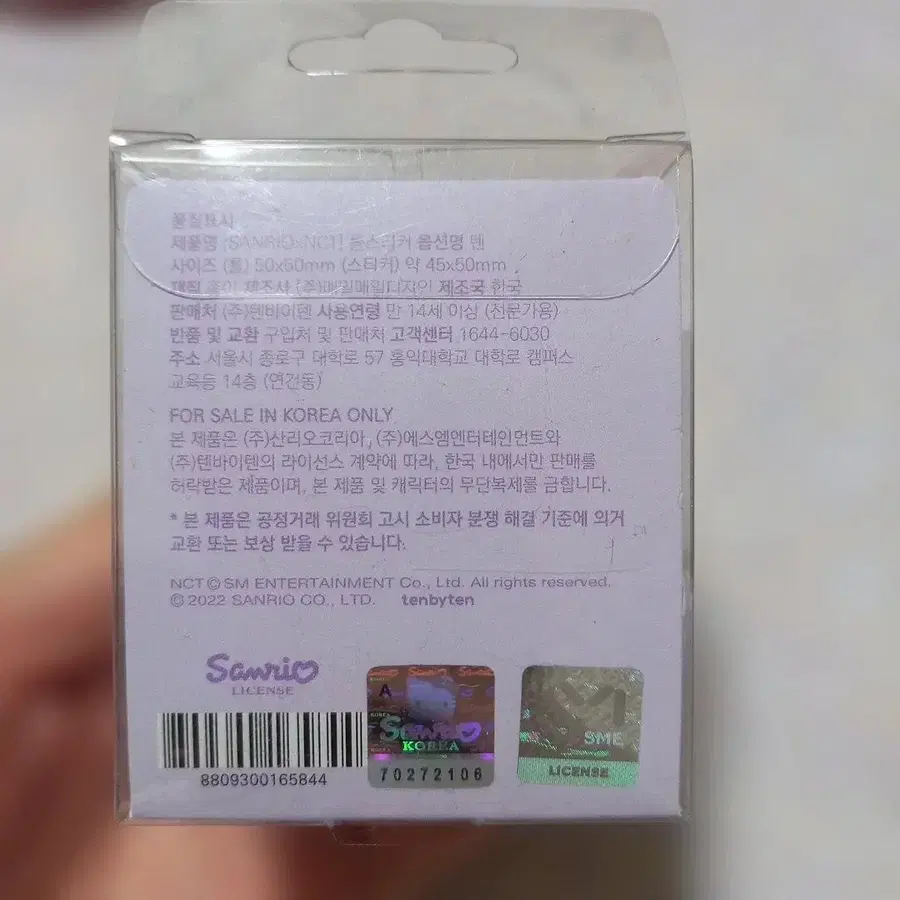 품질표시
제품명 [SANRIO×NCT] 롤스티커 옵션명 텐
사이즈 (롤) 50x50mm (스티커) 약 45x50mm
재질 종이 제조사 (주)메일매일디자인 제조국 한국
판매처 (주)텐바이텐 사용연령 만 14세 이상 (전문가용)
반품 및 교환 구입처 및 판매처 고객센터 1644-6030
주소 서울시 종로구 대학로 57 홍익대학교 대학로 캠퍼스
교육동 14층 (연건동)
FOR SALE IN KOREA ONLY
본 제품은 (주)산리오코리아, (주)에스엠엔터테인먼트와
(주)텐바이텐의 라이선스 계약에 따라, 한국 내에서만 판매를
허락받은 제품이며, 본 제품 및 캐릭터의 무단복제를 금합니다.
* 본 제품은 공정거래 위원회 고시 소비자 분쟁 해결 기준에 의거
교환 또는 보상 받을 수 있습니다.
NCT © SM ENTERTAINMENT Co., Ltd. All rights reserved.
© 2022 SANRIO CO., LTD. tenbyten
Sanrio
LICENSE
8809300165844
A
Sanrio
KOREA
70272106
SME
LICENSE